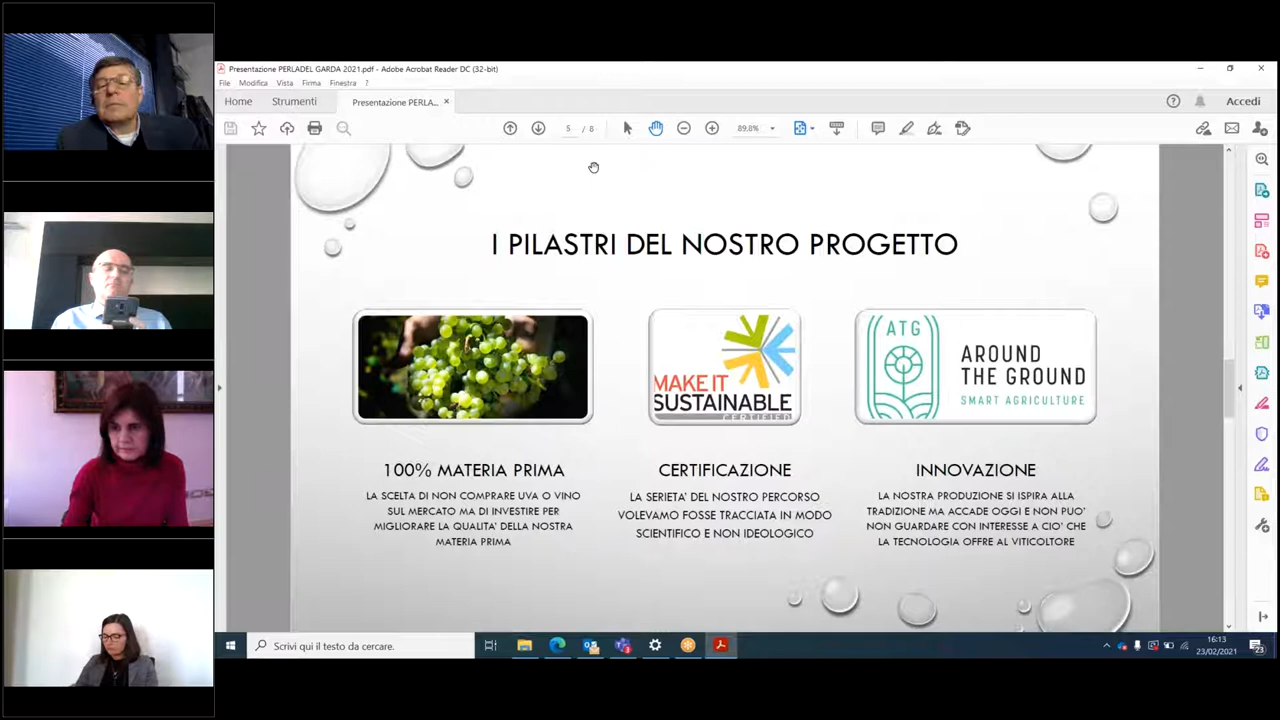 Presentazione PERLADEL GARDA 2021.pdf - Adobe Acrobat Reader DC (32-bit)
File Modifica Vista Firma Finestra ?
Home Strumenti Presentazione PERLA... × ? Accedi
5 / 8 89,8%
I PILASTRI DEL NOSTRO PROGETTO
MAKE IT
SUSTAINABLE
CERTIFIED
ATG
AROUND
THE GROUND
SMART AGRICULTURE
100% MATERIA PRIMA
LA SCELTA DI NON COMPRARE UVA O VINO
SUL MERCATO MA DI INVESTIRE PER
MIGLIORARE LA QUALITA' DELLA NOSTRA
MATERIA PRIMA
CERTIFICAZIONE
LA SERIETA' DEL NOSTRO PERCORSO
VOLEVAMO FOSSE TRACCIATA IN MODO
SCIENTIFICO E NON IDEOLOGICO
INNOVAZIONE
LA NOSTRA PRODUZIONE SI ISPIRA ALLA
TRADIZIONE MA ACCADE OGGI E NON PUO'
NON GUARDARE CON INTERESSE A CIO' CHE
LA TECNOLOGIA OFFRE AL VITICOLTORE
Scrivi qui il testo da cercare.
16:13
23/02/2021
23